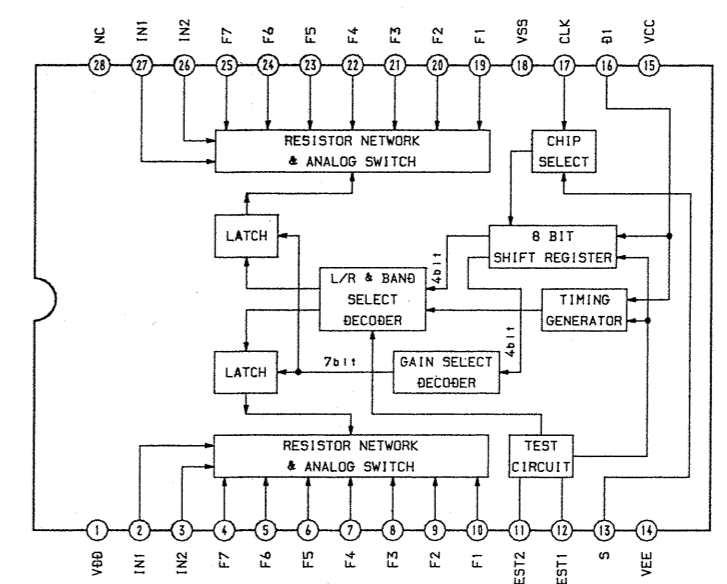 NC IN1 IN2 F7 F6 F5 F4 F3 F2 F1 VSS CLK D1 VCC
28 27 26 25 24 23 22 21 20 19 18 17 16 15
RESISTOR NETWORK
& ANALOG SWITCH
CHIP
SELECT
LATCH
8 BIT
SHIFT REGISTER
4bit
L/R & BAND
SELECT
DECODER
TIMING
GENERATOR
4bit
7bit
LATCH
GAIN SELECT
DECODER
RESISTOR NETWORK
& ANALOG SWITCH
TEST
CIRCUIT
1 2 3 4 5 6 7 8 9 10 11 12 13 14
VDD IN1 IN2 F7 F6 F5 F4 F3 F2 F1 EST2 EST1 S VEE